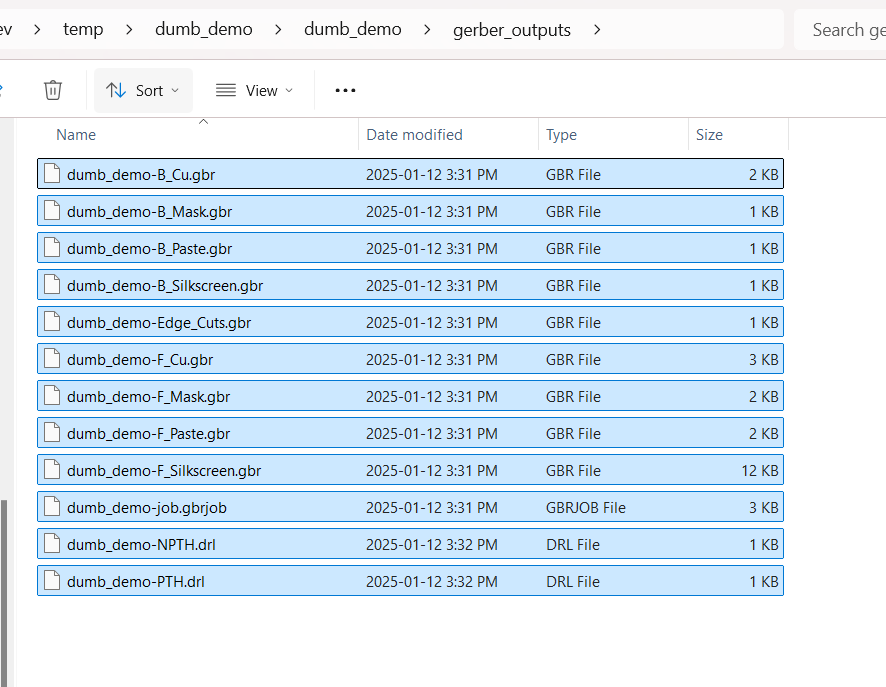 ev > temp > dumb_demo > dumb_demo > gerber_outputs >
Search ge
Sort View ...
Name Date modified Type Size
dumb_demo-B_Cu.gbr 2025-01-12 3:31 PM GBR File 2 KB
dumb_demo-B_Mask.gbr 2025-01-12 3:31 PM GBR File 1 KB
dumb_demo-B_Paste.gbr 2025-01-12 3:31 PM GBR File 1 KB
dumb_demo-B_Silkscreen.gbr 2025-01-12 3:31 PM GBR File 1 KB
dumb_demo-Edge_Cuts.gbr 2025-01-12 3:31 PM GBR File 1 KB
dumb_demo-F_Cu.gbr 2025-01-12 3:31 PM GBR File 3 KB
dumb_demo-F_Mask.gbr 2025-01-12 3:31 PM GBR File 2 KB
dumb_demo-F_Paste.gbr 2025-01-12 3:31 PM GBR File 2 KB
dumb_demo-F_Silkscreen.gbr 2025-01-12 3:31 PM GBR File 12 KB
dumb_demo-job.gbrjob 2025-01-12 3:31 PM GBRJOB File 3 KB
dumb_demo-NPTH.drl 2025-01-12 3:32 PM DRL File 1 KB
dumb_demo-PTH.drl 2025-01-12 3:32 PM DRL File 1 KB